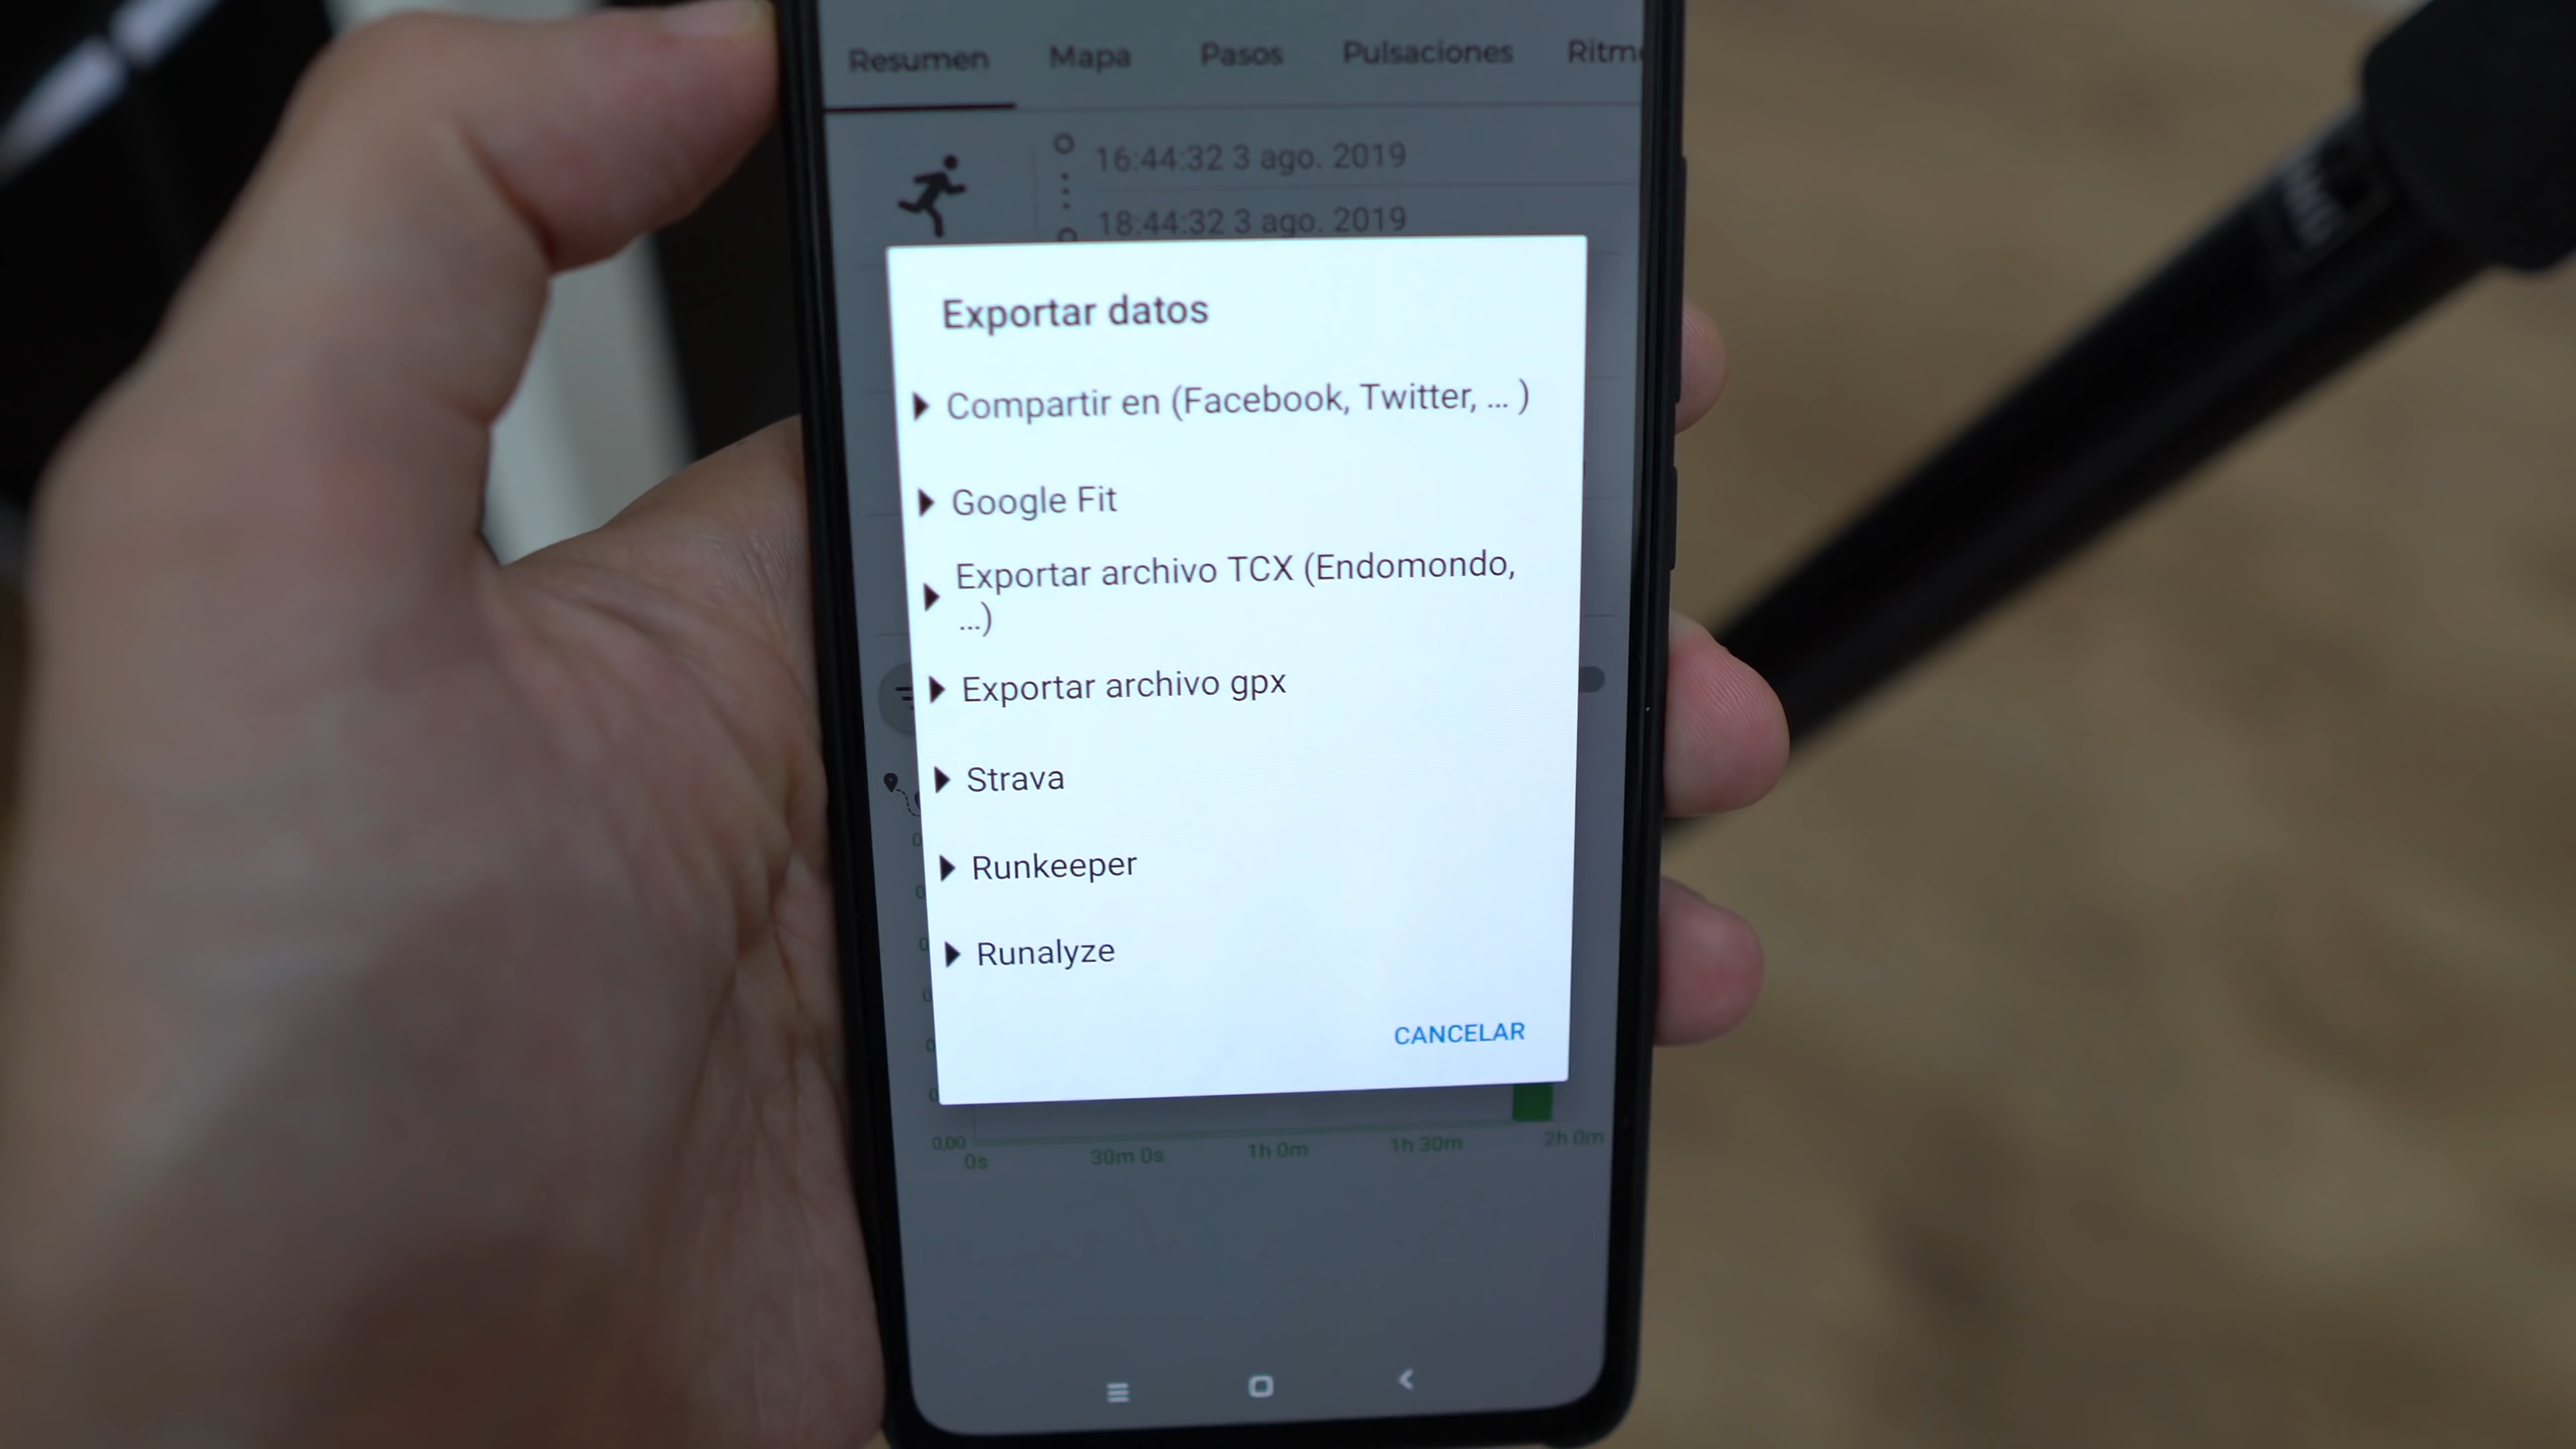 Resumen Mapa Pasos Pulsaciones
16:44:32 3 ago. 2019
18:44:32 3 ago. 2019
Exportar datos
Compartir en (Facebook, Twitter, ... )
Google Fit
Exportar archivo TCX (Endomondo,
...)
Exportar archivo gpx
Strava
Runkeeper
Runalyze
CANCELAR
0,00
0s 30m 0s 1h 0m 1h 30m 2h 0m